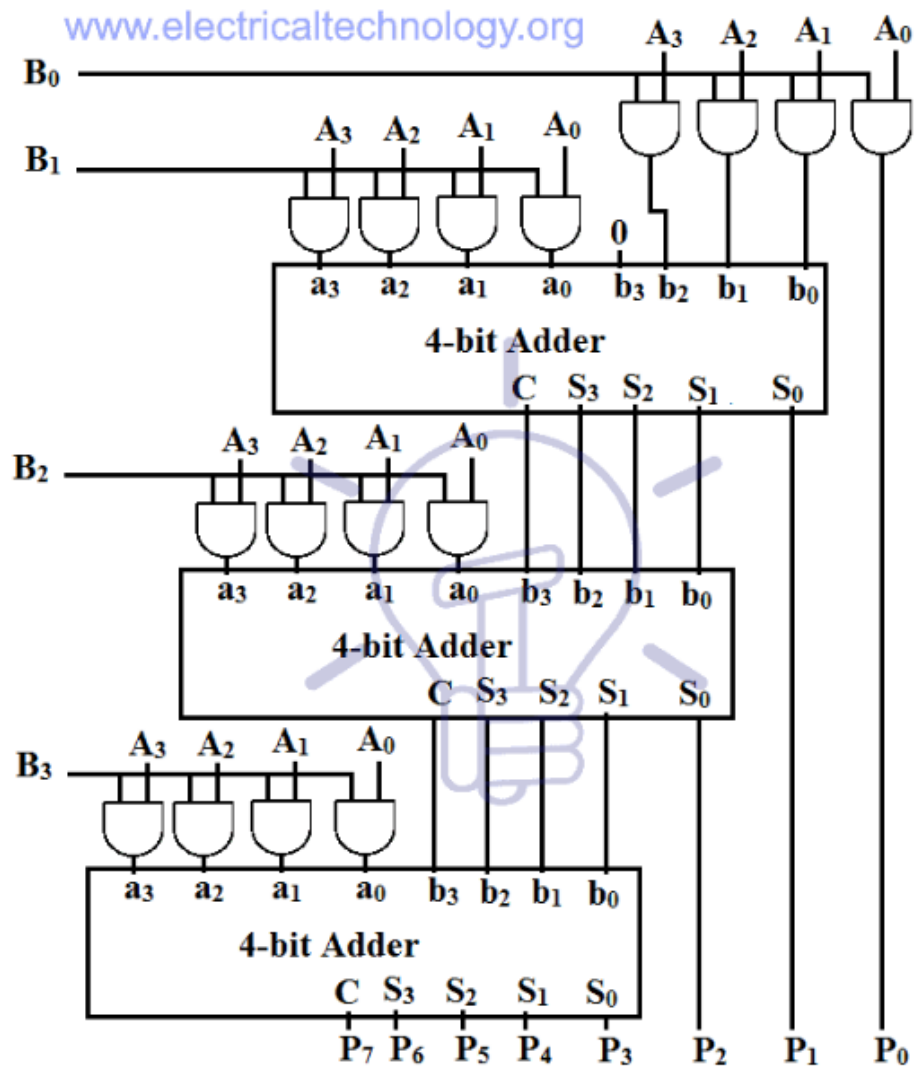 www.electricaltechnology.org
A₃ A₂ A₁ A₀
B₀
A₃ A₂ A₁ A₀
B₁
0
a₃ a₂ a₁ a₀ b₃ b₂ b₁ b₀
4-bit Adder
C S₃ S₂ S₁ S₀
A₃ A₂ A₁ A₀
B₂
a₃ a₂ a₁ a₀ b₃ b₂ b₁ b₀
4-bit Adder
C S₃ S₂ S₁ S₀
A₃ A₂ A₁ A₀
B₃
a₃ a₂ a₁ a₀ b₃ b₂ b₁ b₀
4-bit Adder
C S₃ S₂ S₁ S₀
P₇ P₆ P₅ P₄ P₃ P₂ P₁ P₀